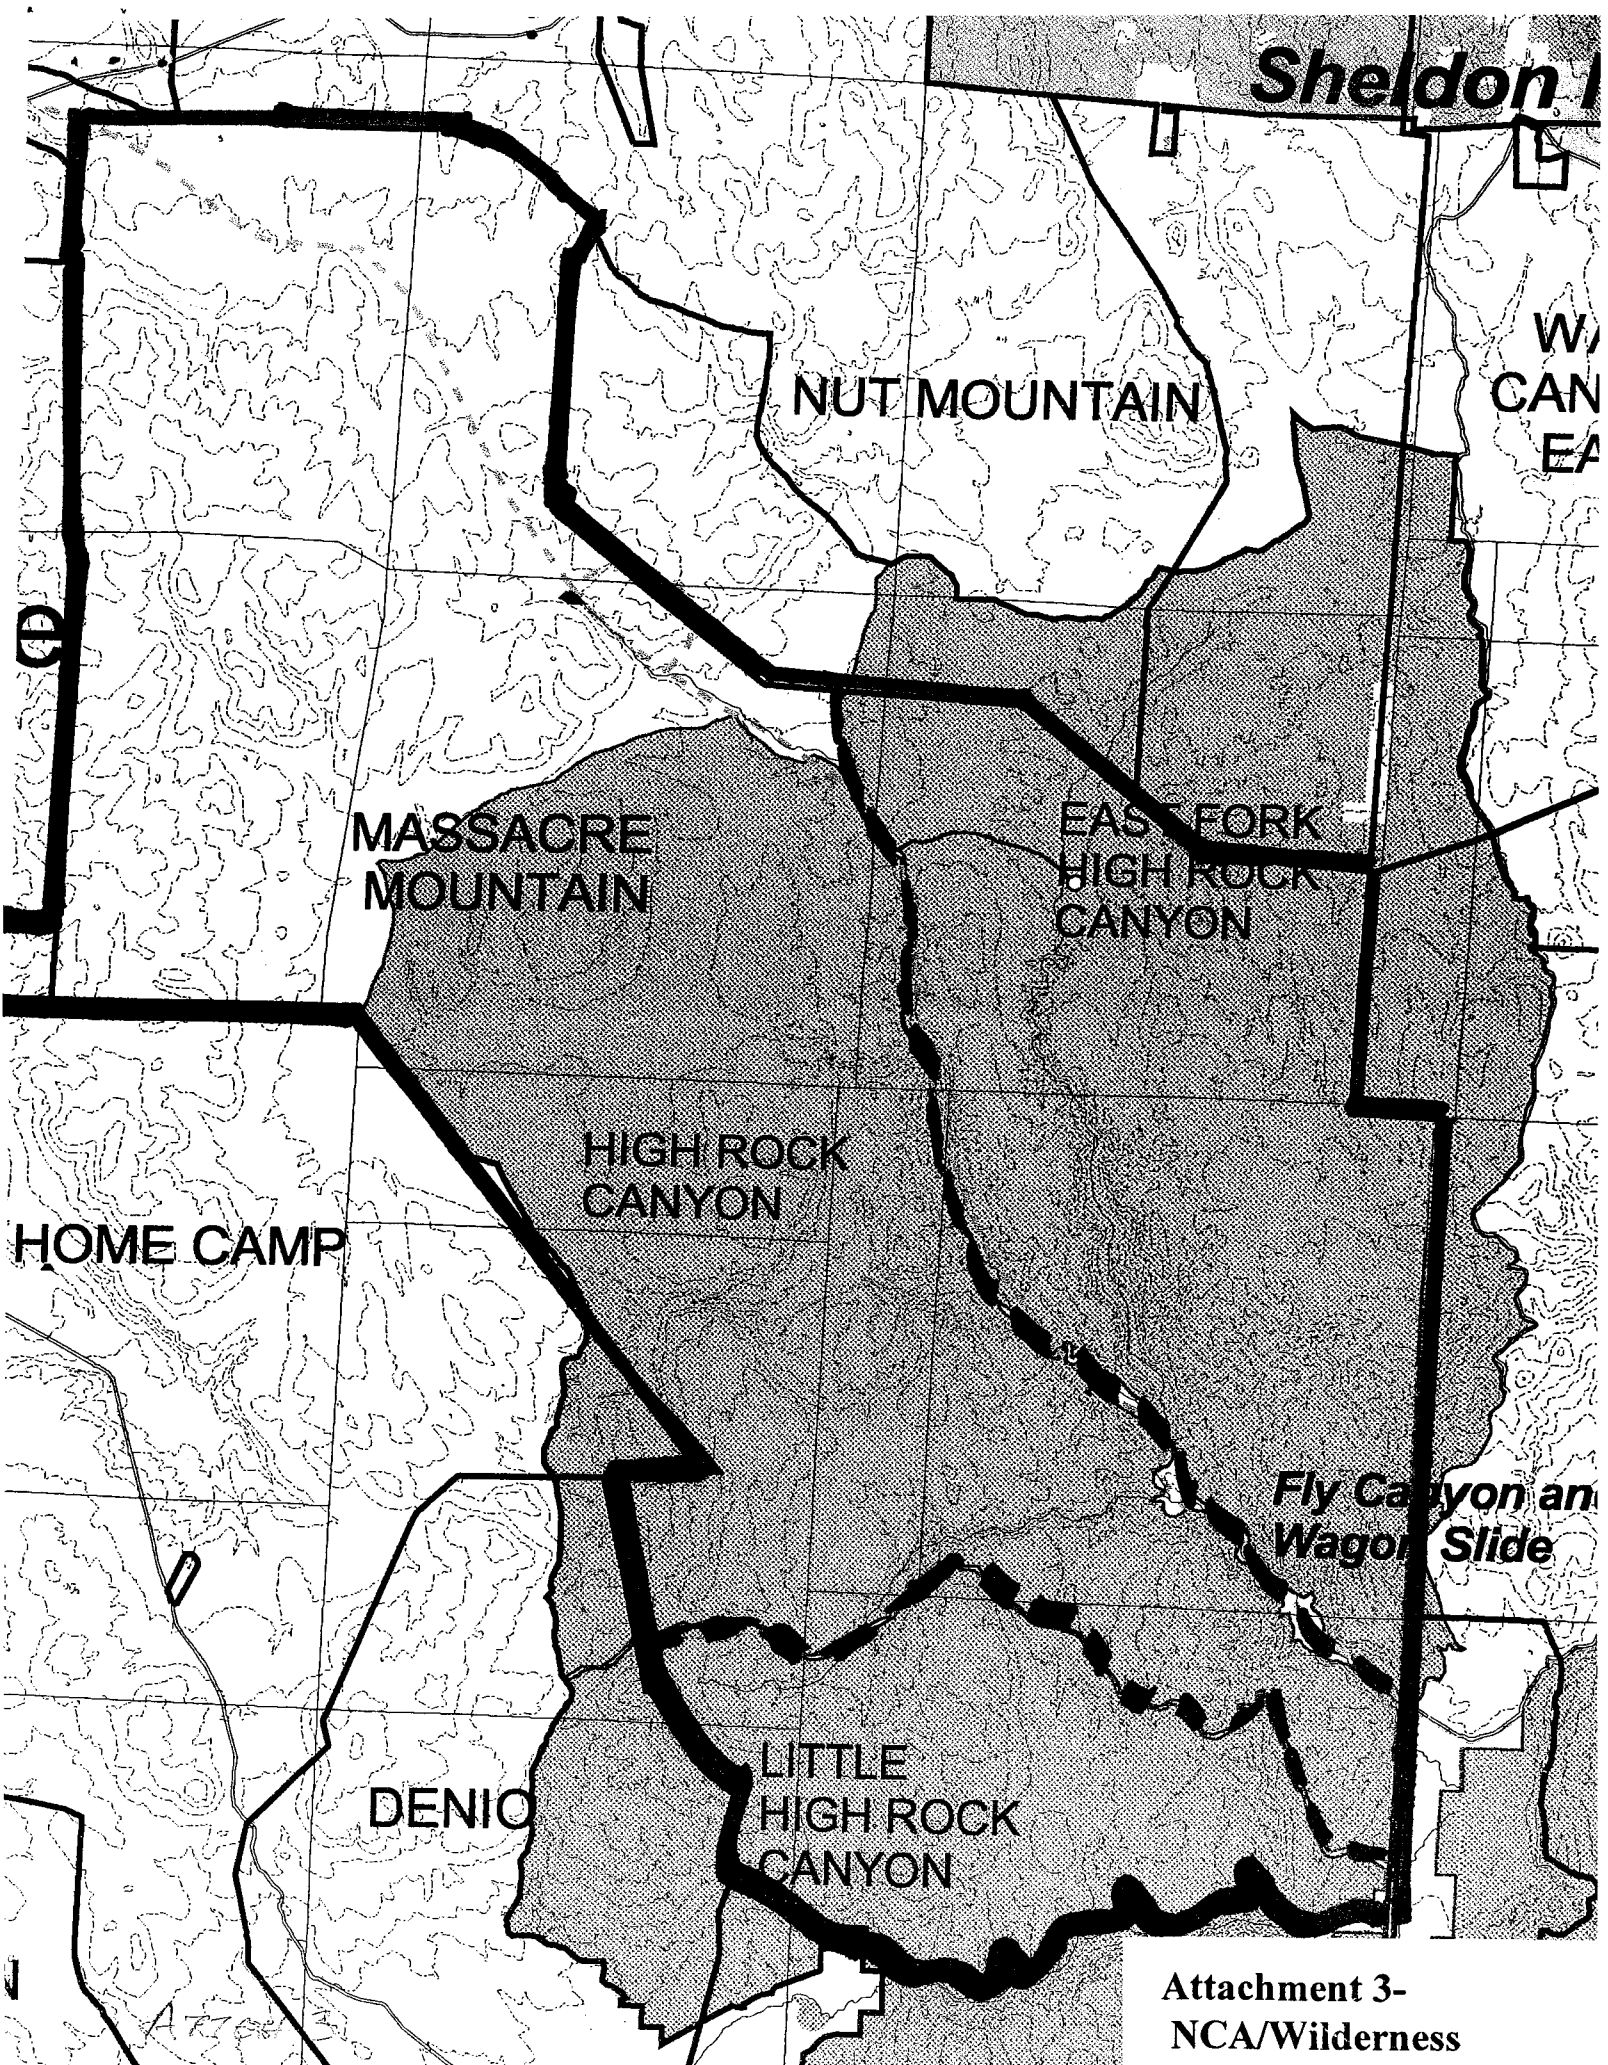 Sheldon
NUT MOUNTAIN
CAN
e
MASSACRE
MOUNTAIN
EAST FORK
HIGH ROCK
CANYON
HIGH ROCK
CANYON
HOME CAMP
Fly Canyon
Wagon Slide
LITTLE
HIGH ROCK
CANYON
DENIO
Attachment 3-
NCA/Wilderness